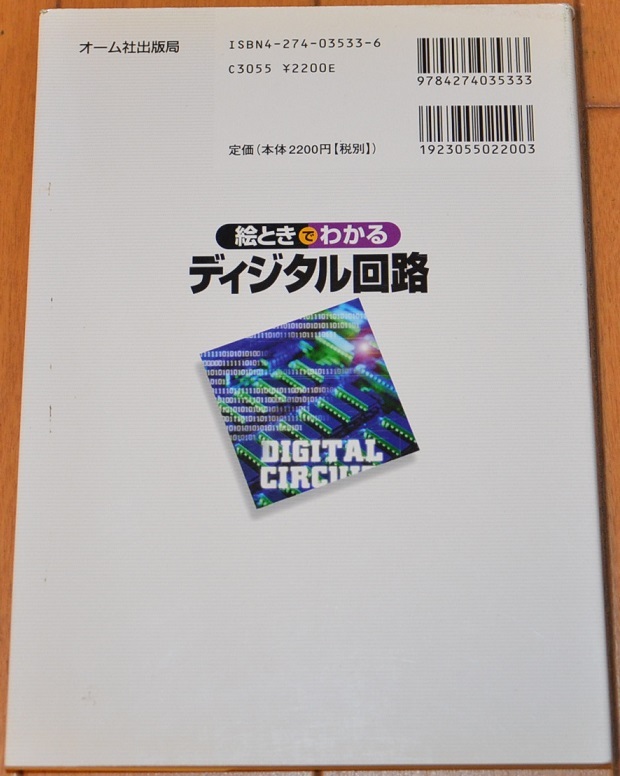 オーム社出版局
ISBN4-274-03533-6
C3055 ¥2200E
9784274035333
定価(本体2200円【税別】)
1923055022003
絵ときでわかる
ディジタル回路
DIGITAL